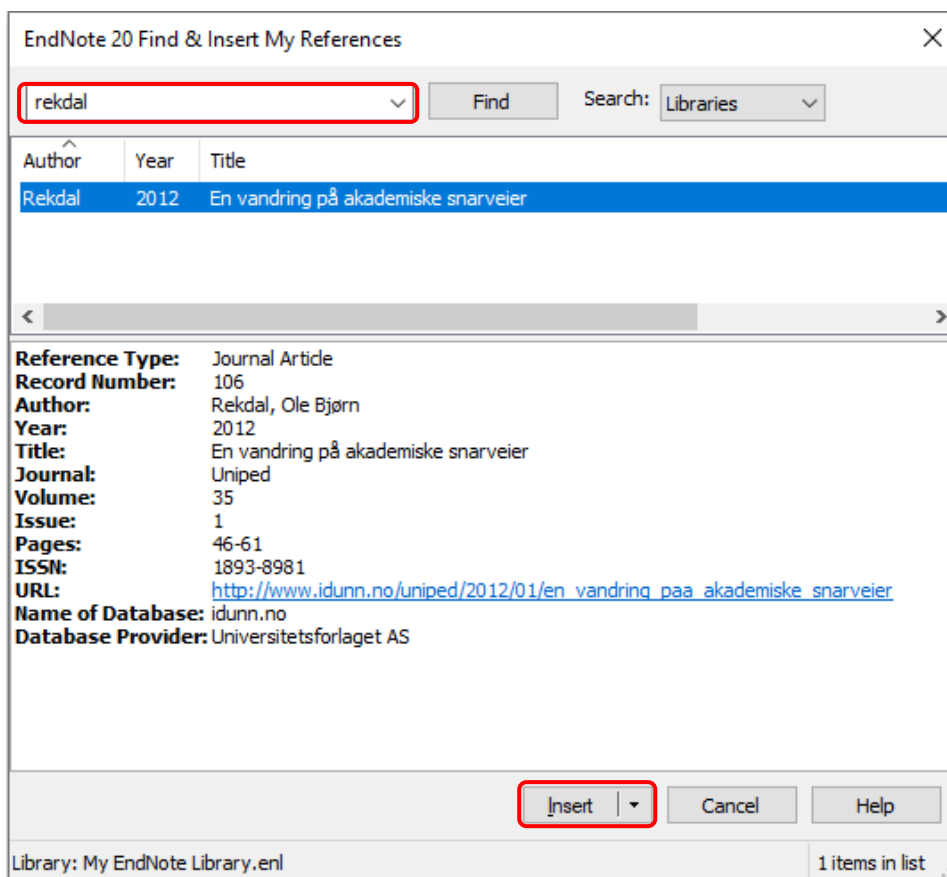 EndNote 20 Find & Insert My References
rekdal Find Search: Libraries
Author Year Title
Rekdal 2012 En vandring på akademiske snarveier
Reference Type: Journal Article
Record Number: 106
Author: Rekdal, Ole Bjørn
Year: 2012
Title: En vandring på akademiske snarveier
Journal: Uniped
Volume: 35
Issue: 1
Pages: 46-61
ISSN: 1893-8981
URL: http://www.idunn.no/uniped/2012/01/en_vandring_paa_akademiske_snarveier
Name of Database: idunn.no
Database Provider: Universitetsforlaget AS
Insert Cancel Help
Library: My EndNote Library.enl 1 items in list